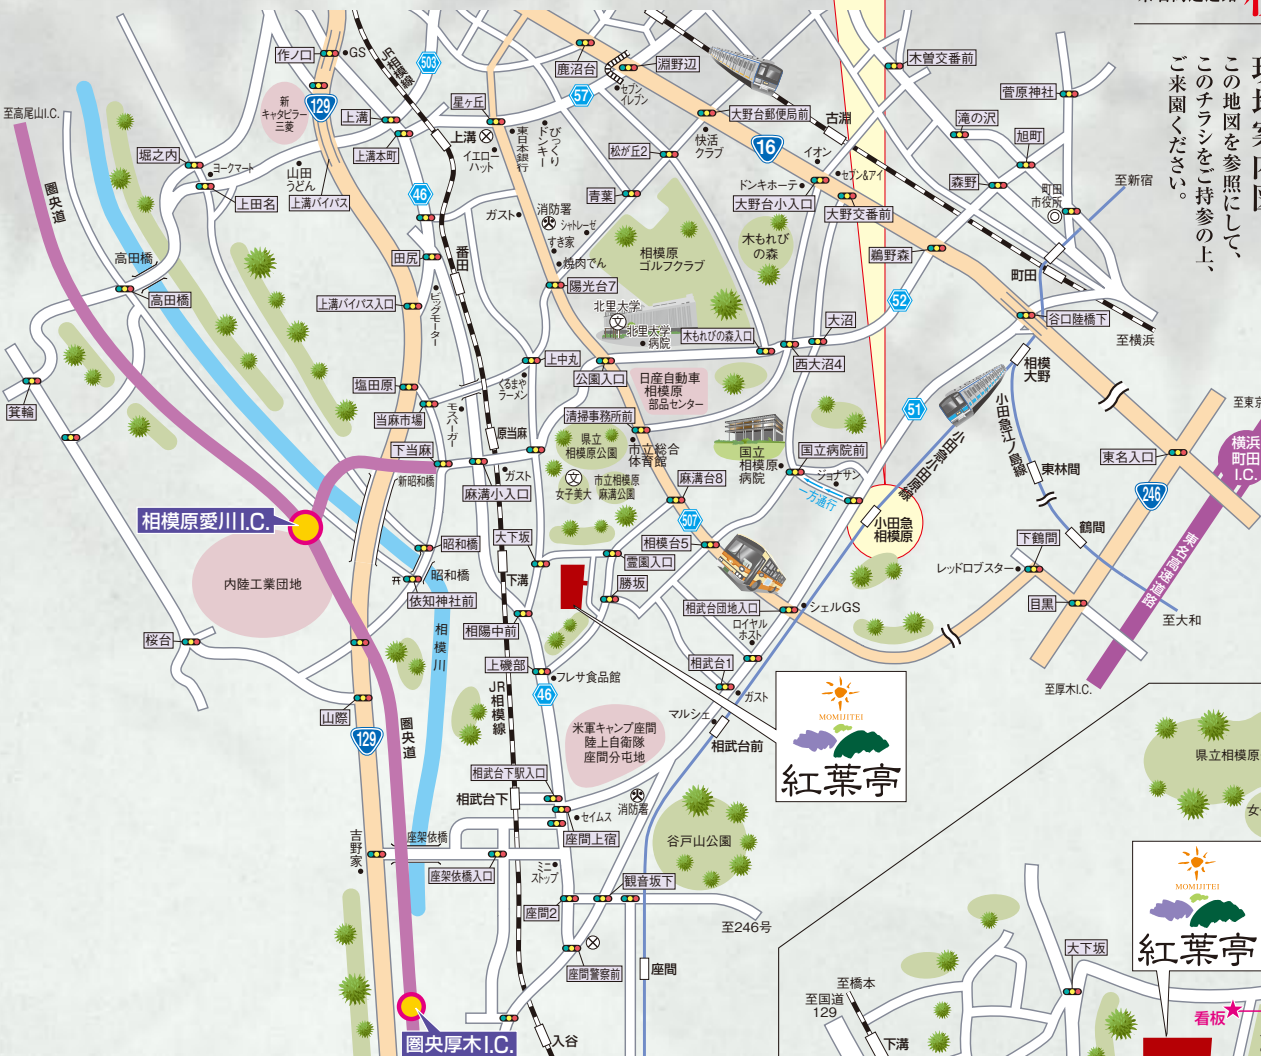 この地図を参照にして、
このチラシをご持参の上、
ご来園ください。
作ノ口
GS
JR相模線
503
鹿沼台
淵野辺
セブン
イレブン
57
木曽交番前
菅原神社
新
キャタピラー
三菱
129
上溝
上溝本町
星ヶ丘
上溝
イエロー
ハット
東日本銀行
びっくり
ドンキー
松が丘2
快活
クラブ
大野台郵便局前
16
古淵
イオン
セブン&アイ
ドンキホーテ
大野台小入口
大野交番前
滝の沢
旭町
森野
町田
市役所
至新宿
至高尾山I.C.
圏央道
堀之内
ヨークマート
上田名
山田
うどん
上溝バイパス
46
青葉
ガスト
消防署
シャトレーゼ
すき家
焼肉でん
相模原
ゴルフクラブ
木もれび
の森
鵜野森
町田
高田橋
高田橋
田尻
番田
陽光台7
上溝バイパス入口
ビッグモーター
北里大学
北里大学
病院
木もれびの森入口
大沼
52
谷口陸橋下
至横浜
西大沼4
箕輪
塩田原
当麻市場
上中丸
くるまや
ラーメン
公園入口
日産自動車
相模原
部品センター
相模
大野
51
小田急江ノ島線
小田急小田原線
至東京
横浜
町田
I.C.
東名入口
246
モスバーガー
原当麻
清掃事務所前
県立
相模原公園
市立総合
体育館
国立
相模原
病院
国立病院前
ジョナサン
一方通行
東林間
下当麻
新昭和橋
ガスト
麻溝小入口
女子美大
市立相模原
麻溝公園
麻溝台8
507
小田急
相模原
鶴間
下鶴間
レッドロブスター
東名高速道路
相模原愛川I.C.
内陸工業団地
昭和橋
昭和橋
大下坂
下溝
霊園入口
勝坂
相模台5
相武台団地入口
シェルGS
ロイヤル
ホスト
目黒
至大和
至厚木I.C.
依知神社前
相模川
相陽中前
桜台
上磯部
フレサ食品館
46
JR相模線
相武台1
ガスト
マルシェ
相武台前
MOMIJITEI
紅葉亭
山際
129
圏央道
米軍キャンプ座間
陸上自衛隊
座間分屯地
相武台下駅入口
相武台下
セイムス
消防署
座間上宿
谷戸山公園
吉野家
座架依橋
座架依橋入口
ミニ
ストップ
観音坂下
座間2
至246号
座間警察前
座間
圏央厚木I.C.
入谷
県立相模原
女
MOMIJITEI
紅葉亭
大下坂
至橋本
至国道
129
下溝
看板